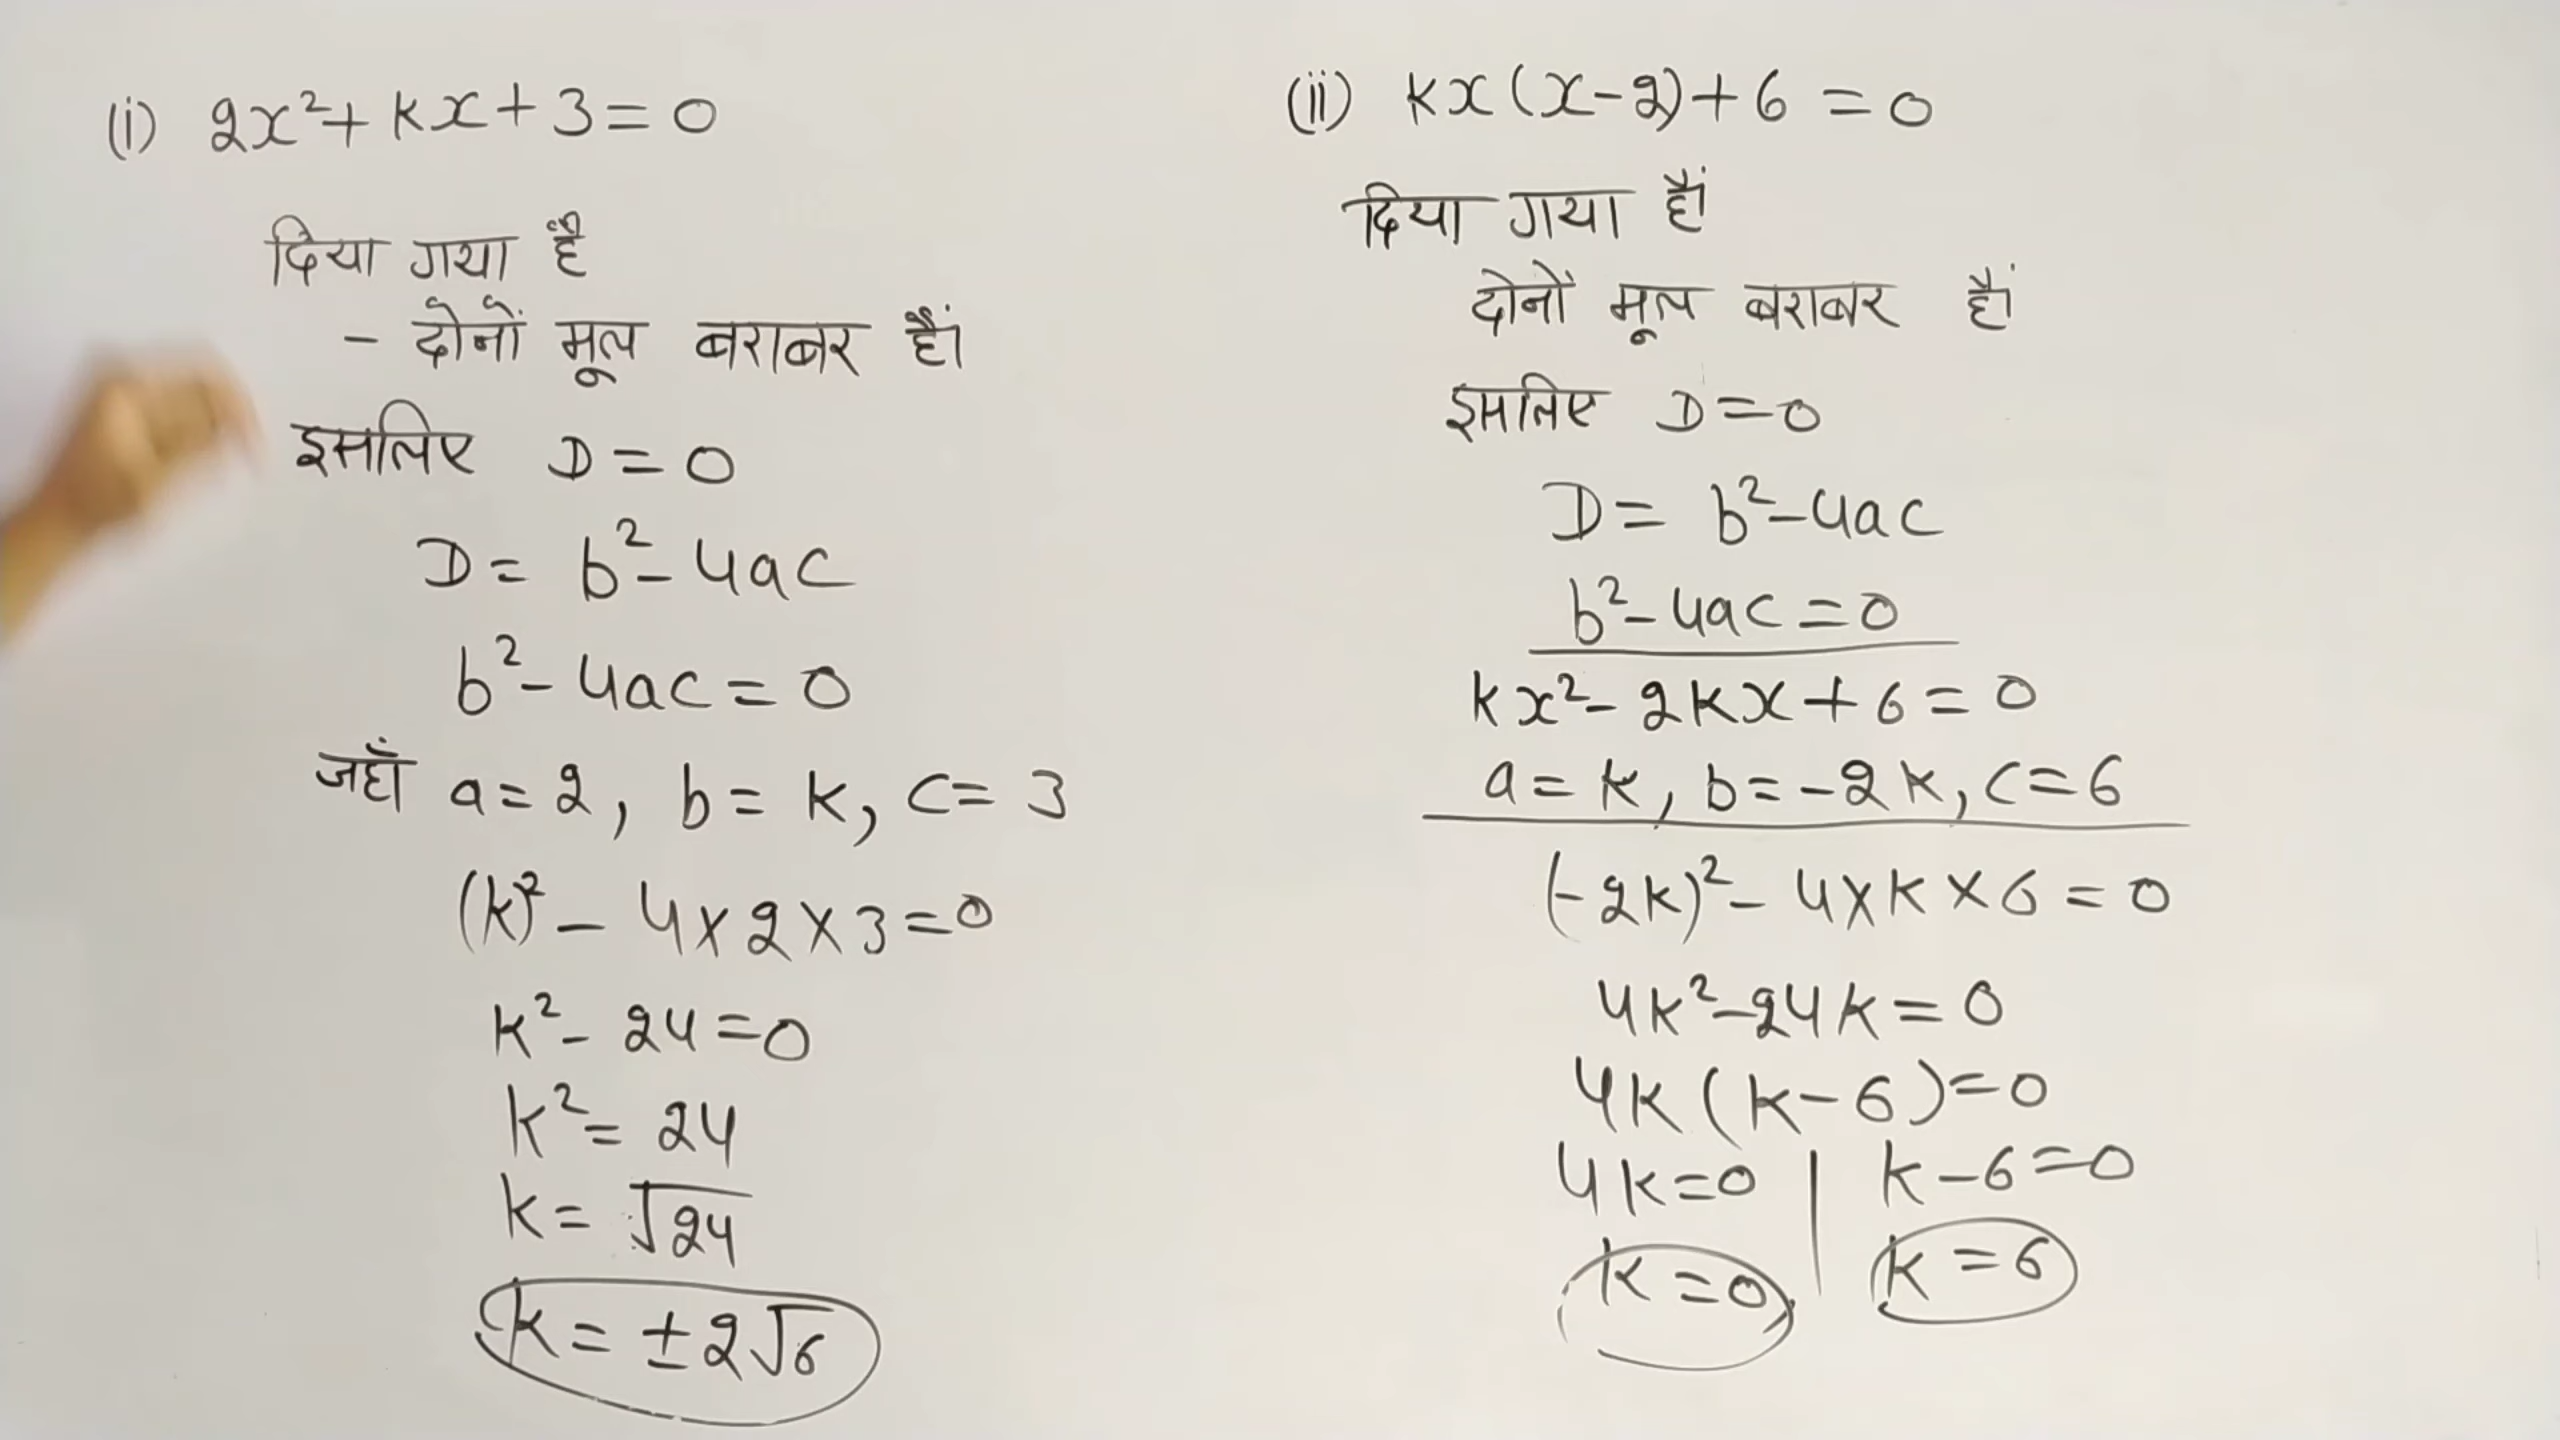 (i) 2x²+kx+3=0
दिया गया है
- दोनों मूल बराबर हैं।
इसलिए D=0
D= b²-4ac
b²-4ac=0
जहाँ a=2, b=k, c=3
(k)²-4×2×3=0
k²-24=0
k²=24
k=√24
k=±2√6
(ii) kx(x-2)+6=0
दिया गया हैं।
दोनों मूल बराबर हैं।
इसलिए D=0
D= b²-4ac
b²-4ac=0
kx²-2kx+6=0
a=k, b=-2k, c=6
(-2k)²-4×k×6=0
4k²-24k=0
4k(k-6)=0
4k=0 | k-6=0
k=0 | k=6